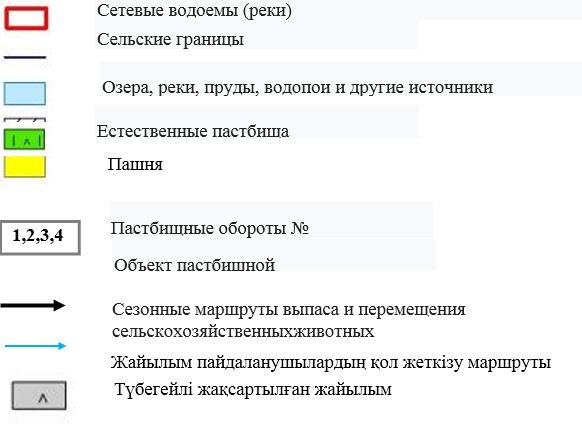 Сетевые водоемы (реки)
Сельские границы
Озера, реки, пруды, водопои и другие источники
Естественные пастбиша
Пашня
1,2,3,4 Пастбищные обороты №
Объект пастбишной
Сезонные маршруты выпаса и перемещения
сельскохозяйственныхживотных
Жайылым пайдаланушылардың қол жеткізу маршруты
Түбегейлі жақсартылған жайылым